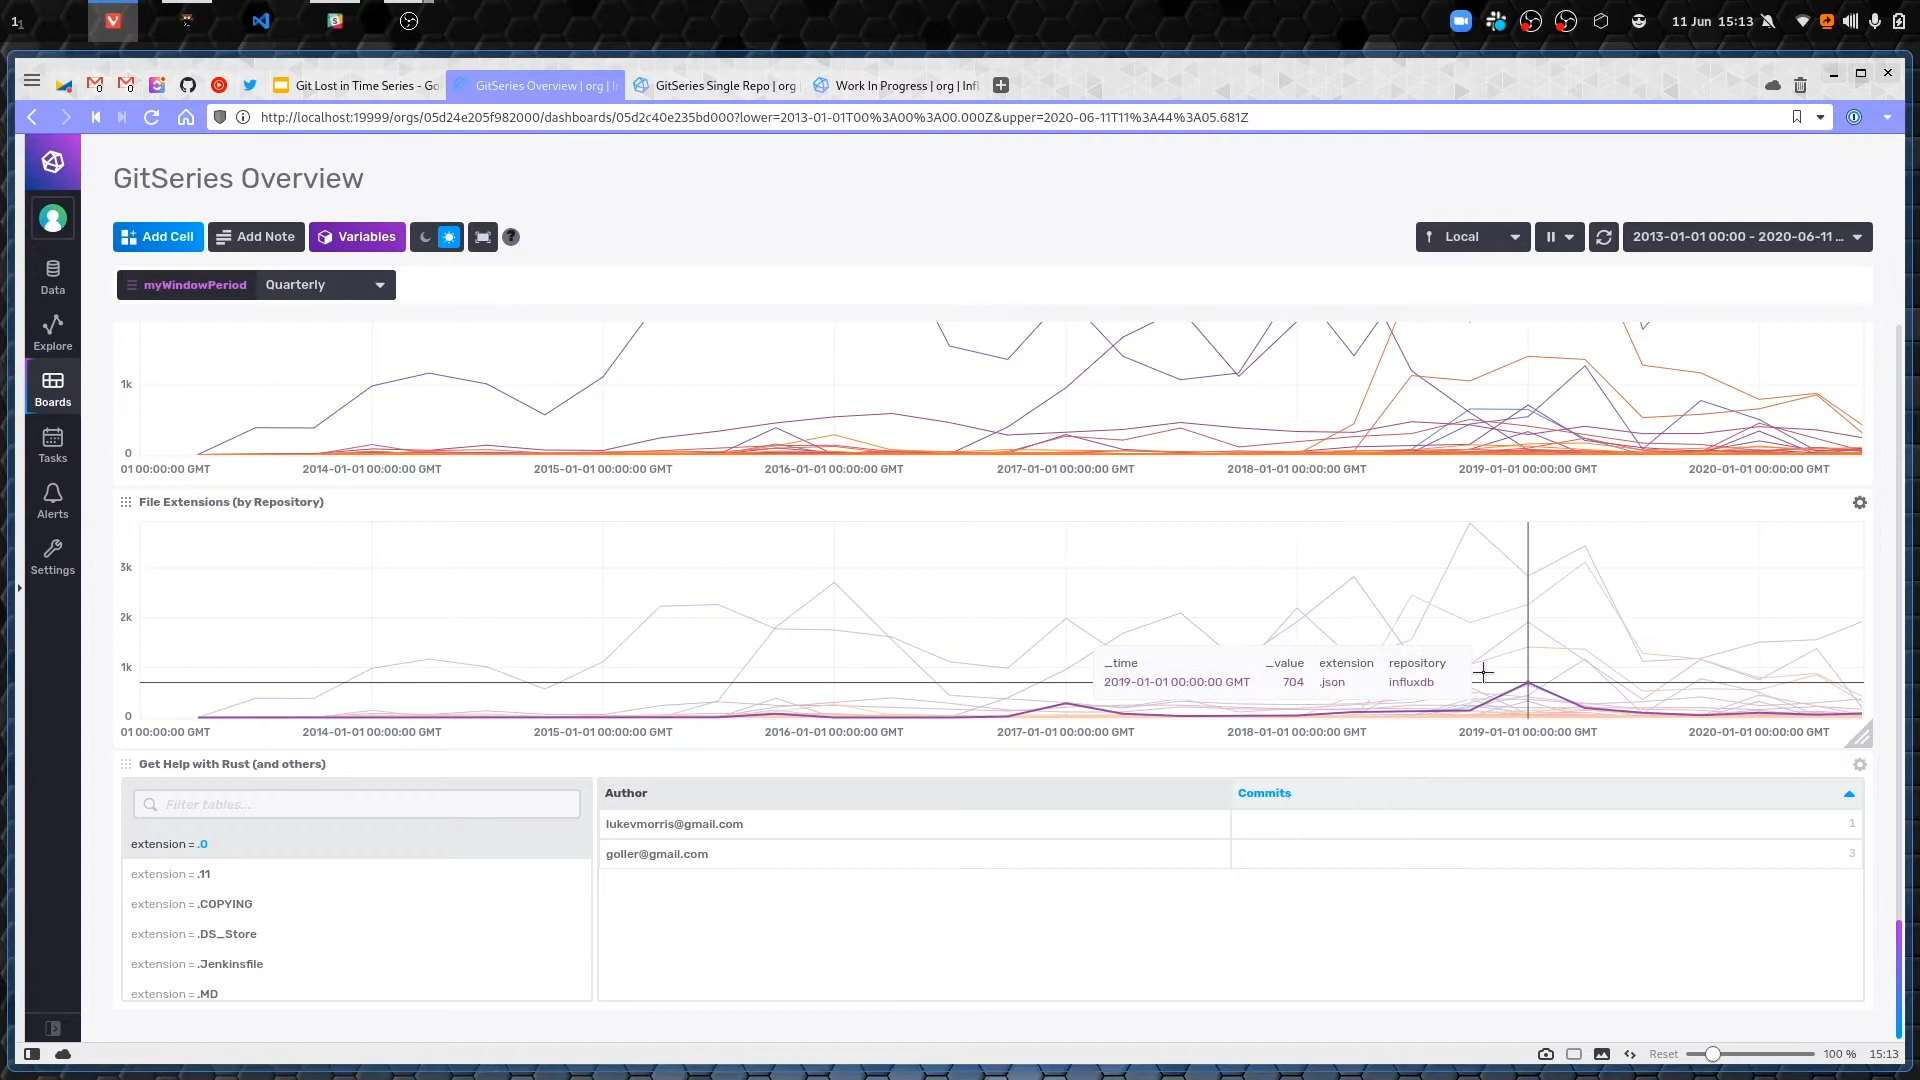 11 Jun 15:13
Git Lost in Time Series - Go
GitSeries Overview | org | I
GitSeries Single Repo | org
Work In Progress | org | Infl
http://localhost:19999/orgs/05d24e205f982000/dashboards/05d2c40e235bd000?lower=2013-01-01T00%3A00%3A00.000Z&upper=2020-06-11T11%3A44%3A05.681Z
GitSeries Overview
Add Cell
Add Note
Variables
?
Local
2013-01-01 00:00 - 2020-06-11 ...
myWindowPeriod
Quarterly
Data
Explore
Boards
Tasks
Alerts
Settings
1k
0
01 00:00:00 GMT
2014-01-01 00:00:00 GMT
2015-01-01 00:00:00 GMT
2016-01-01 00:00:00 GMT
2017-01-01 00:00:00 GMT
2018-01-01 00:00:00 GMT
2019-01-01 00:00:00 GMT
2020-01-01 00:00:00 GMT
File Extensions (by Repository)
3k
2k
1k
0
_time _value extension repository
2019-01-01 00:00:00 GMT 704 .json influxdb
01 00:00:00 GMT
2014-01-01 00:00:00 GMT
2015-01-01 00:00:00 GMT
2016-01-01 00:00:00 GMT
2017-01-01 00:00:00 GMT
2018-01-01 00:00:00 GMT
2019-01-01 00:00:00 GMT
2020-01-01 00:00:00 GMT
Get Help with Rust (and others)
Filter tables...
extension = .0
extension = .11
extension = .COPYING
extension = .DS_Store
extension = .Jenkinsfile
extension = .MD
Author Commits
lukevmorris@gmail.com 1
goller@gmail.com 3
Reset
100 %
15:13